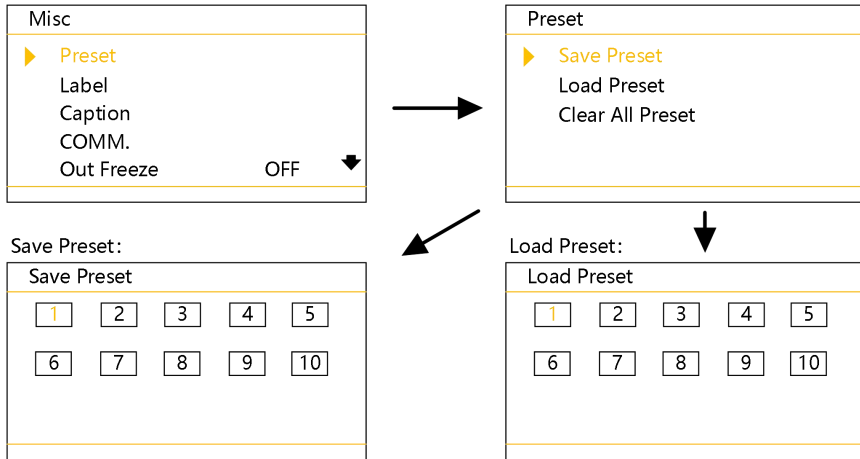 Misc
Preset
Label
Caption
COMM.
Out Freeze OFF
Preset
Save Preset
Load Preset
Clear All Preset
Save Preset:
Save Preset
1 2 3 4 5
6 7 8 9 10
Load Preset:
Load Preset
1 2 3 4 5
6 7 8 9 10